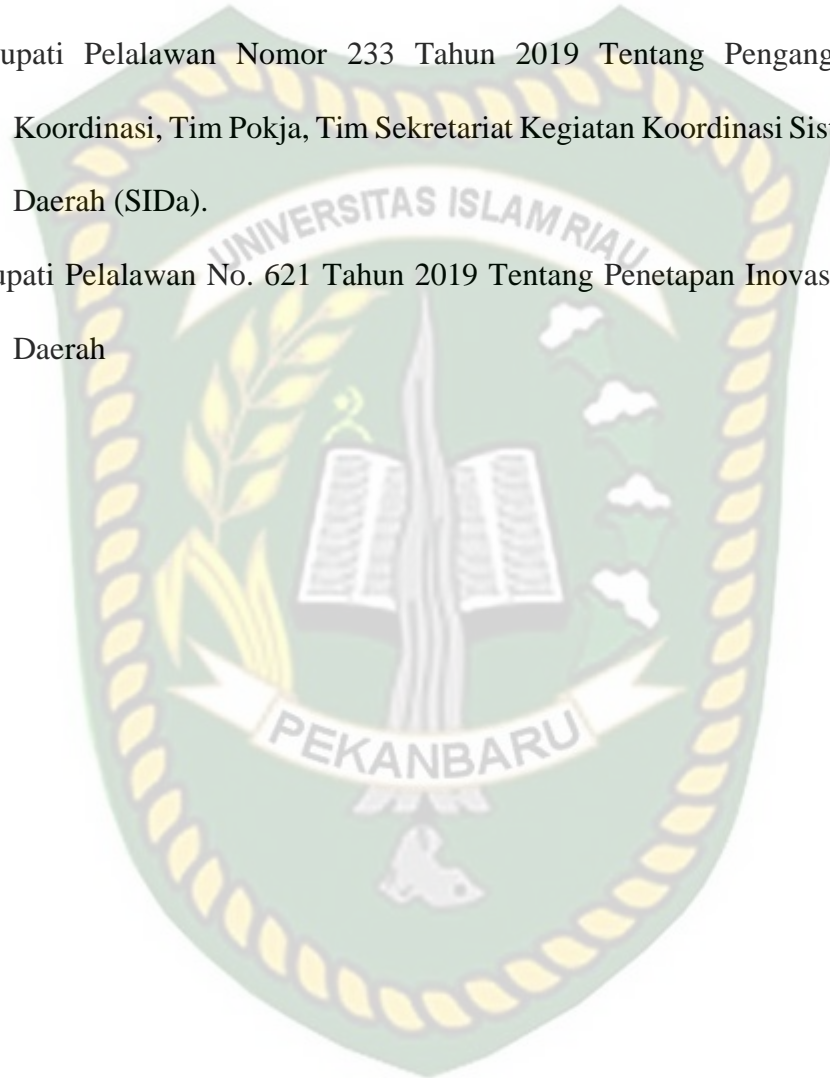 upati Pelalawan Nomor 233 Tahun 2019 Tentang Pengang
Koordinasi, Tim Pokja, Tim Sekretariat Kegiatan Koordinasi Sis
Daerah (SIDa).
UNIVERSITAS ISLAM RIAU
upati Pelalawan No. 621 Tahun 2019 Tentang Penetapan Inovas
Daerah
PEKANBARU